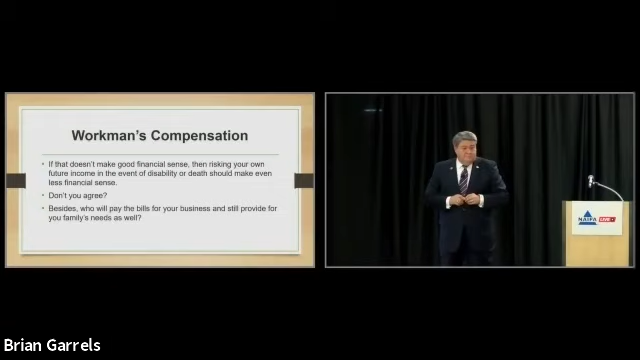 Workman's Compensation
• If that doesn't make good financial sense, then risking your own
future income in the event of disability or death should make even
less financial sense.
• Don't you agree?
• Besides, who will pay the bills for your business and still provide for
you family's needs as well?
NAIFA LIVE
Brian Garrels